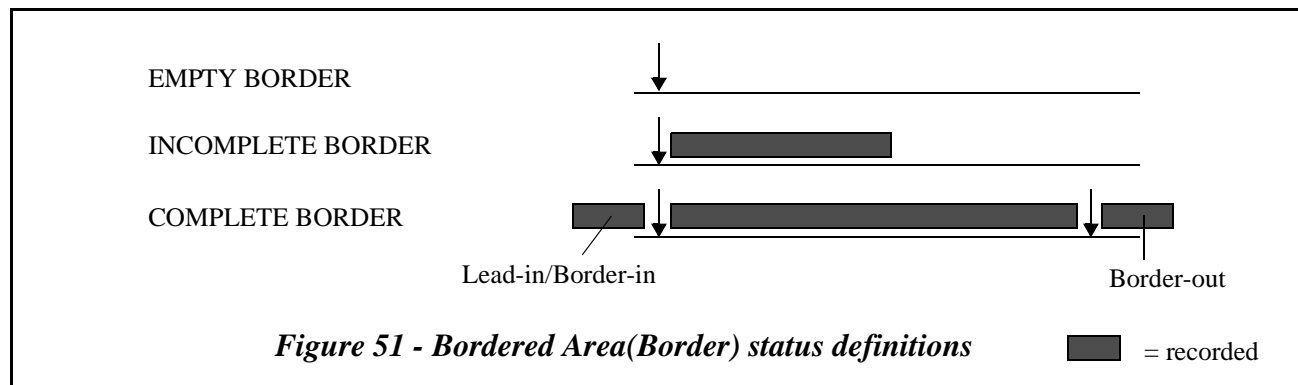 EMPTY BORDER
INCOMPLETE BORDER
COMPLETE BORDER
Lead-in/Border-in
Border-out
Figure 51 - Bordered Area(Border) status definitions
= recorded